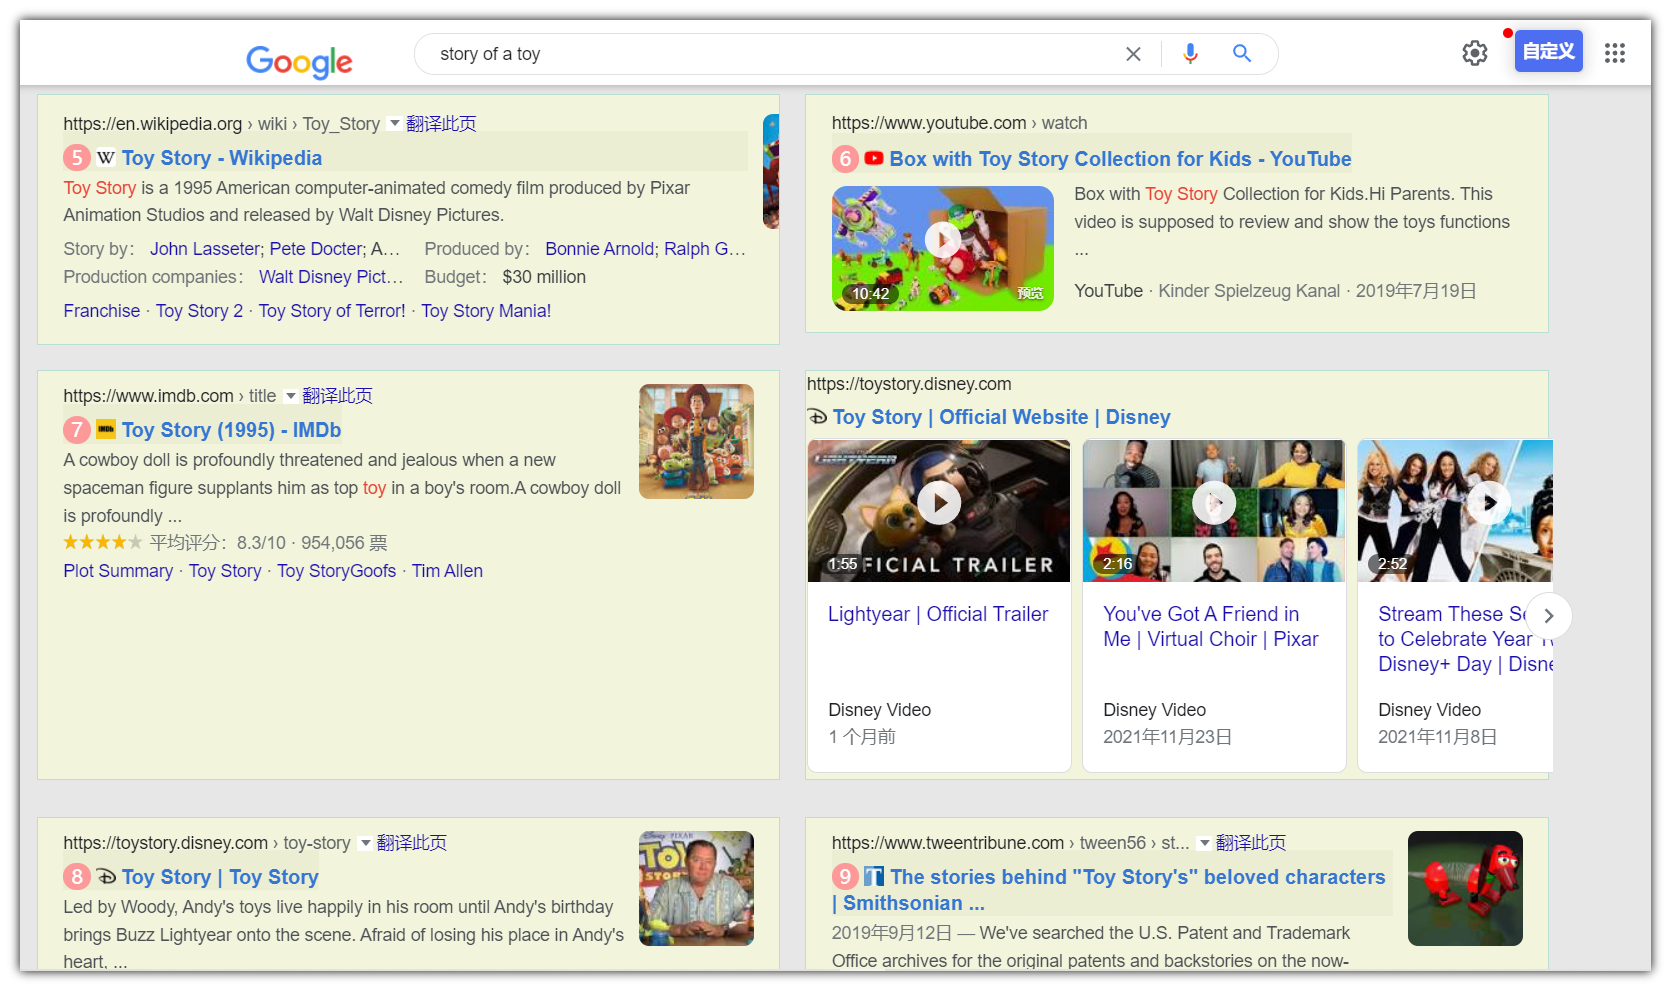 Google
story of a toy
自定义
https://en.wikipedia.org › wiki › Toy_Story 翻译此页
5 W Toy Story - Wikipedia
Toy Story is a 1995 American computer-animated comedy film produced by Pixar
Animation Studios and released by Walt Disney Pictures.
Story by： John Lasseter; Pete Docter; A... Produced by： Bonnie Arnold; Ralph G...
Production companies： Walt Disney Pict... Budget： $30 million
Franchise · Toy Story 2 · Toy Story of Terror! · Toy Story Mania!
https://www.youtube.com › watch
6 Box with Toy Story Collection for Kids - YouTube
Box with Toy Story Collection for Kids.Hi Parents. This
video is supposed to review and show the toys functions
...
10:42 预览
YouTube · Kinder Spielzeug Kanal · 2019年7月19日
https://www.imdb.com › title 翻译此页
7 IMDb Toy Story (1995) - IMDb
A cowboy doll is profoundly threatened and jealous when a new
spaceman figure supplants him as top toy in a boy's room.A cowboy doll
is profoundly ...
平均评分：8.3/10 · 954,056 票
Plot Summary · Toy Story · Toy StoryGoofs · Tim Allen
https://toystory.disney.com
Toy Story | Official Website | Disney
LIGHTYEAR
1:55 FICIAL TRAILER
Lightyear | Official Trailer
Disney Video
1 个月前
2:16
You've Got A Friend in
Me | Virtual Choir | Pixar
Disney Video
2021年11月23日
2:52
Stream These
to Celebrate Year
Disney+ Day | Disne
Disney Video
2021年11月8日
https://toystory.disney.com › toy-story 翻译此页
8 Toy Story | Toy Story
Led by Woody, Andy's toys live happily in his room until Andy's birthday
brings Buzz Lightyear onto the scene. Afraid of losing his place in Andy's
heart, ...
Disney PIXAR
TOY
STORY
https://www.tweentribune.com › tween56 › st... 翻译此页
9 T The stories behind "Toy Story's" beloved characters
| Smithsonian ...
2019年9月12日 — We've searched the U.S. Patent and Trademark
Office archives for the original patents and backstories on the now-